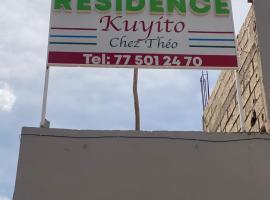 RESIDENCE
Kuyito
Chez Théo
Tel: 77 501 24 70